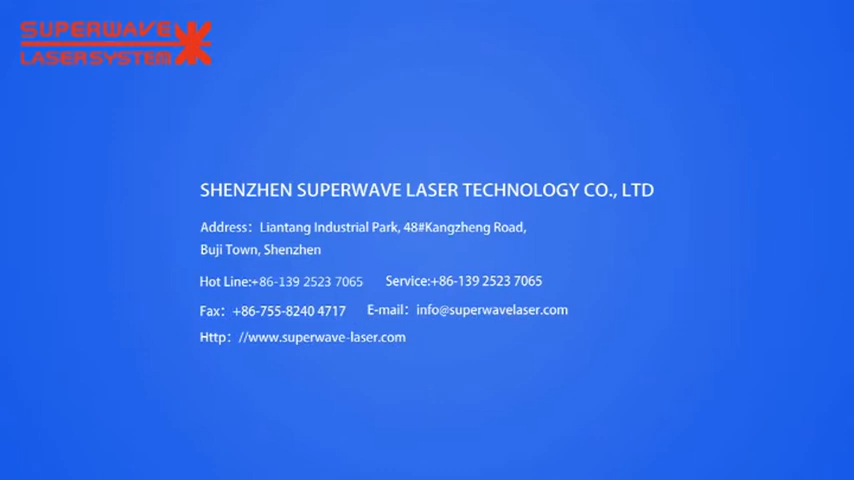 SUPERWAVE
LASER SYSTEM
SHENZHEN SUPERWAVE LASER TECHNOLOGY CO., LTD
Address：Liantang Industrial Park, 48#Kangzheng Road,
Buji Town, Shenzhen
Hot Line:+86-139 2523 7065 Service:+86-139 2523 7065
Fax：+86-755-8240 4717 E-mail：info@superwavelaser.com
Http：//www.superwave-laser.com